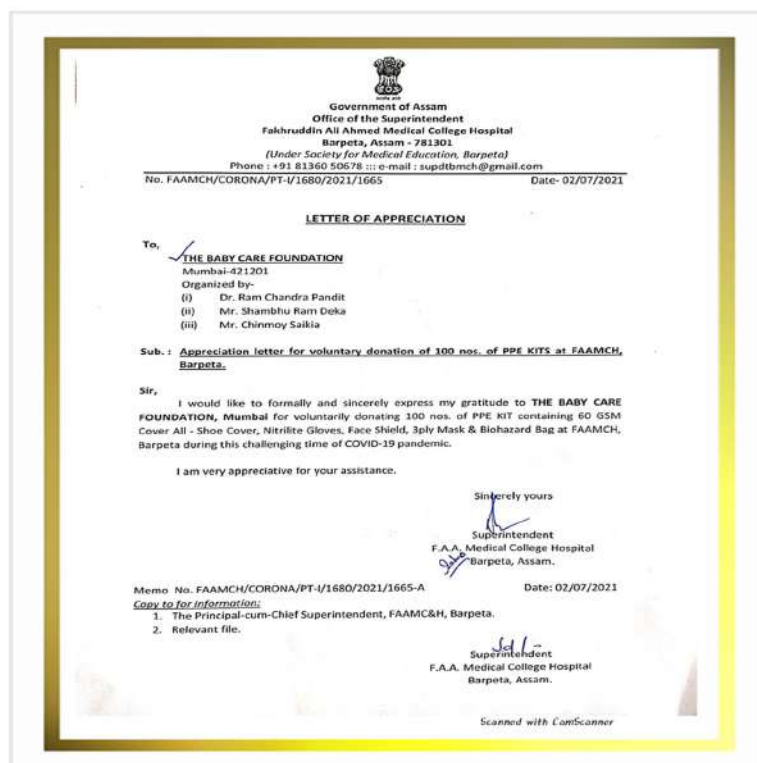 Government of Assam
Office of the Superintendent
Fakhruddin Ali Ahmed Medical College Hospital
Barpeta, Assam - 781301
(Under Society for Medical Education, Barpeta)
Phone : +91 81360 50678 ::: e-mail : supdtbmch@gmail.com
No. FAAMCH/CORONA/PT-I/1680/2021/1665 Date- 02/07/2021
LETTER OF APPRECIATION
To,
THE BABY CARE FOUNDATION
Mumbai-421201
Organized by-
(i) Dr. Ram Chandra Pandit
(ii) Mr. Shambhu Ram Deka
(iii) Mr. Chinmoy Saikia
Sub. : Appreciation letter for voluntary donation of 100 nos. of PPE KITS at FAAMCH,
Barpeta.
Sir,
I would like to formally and sincerely express my gratitude to THE BABY CARE
FOUNDATION, Mumbai for voluntarily donating 100 nos. of PPE KIT containing 60 GSM
Cover All - Shoe Cover, Nitrilite Gloves, Face Shield, 3ply Mask & Biohazard Bag at FAAMCH,
Barpeta during this challenging time of COVID-19 pandemic.
I am very appreciative for your assistance.
Sincerely yours
Superintendent
F.A.A. Medical College Hospital
Barpeta, Assam.
Memo No. FAAMCH/CORONA/PT-I/1680/2021/1665-A Date: 02/07/2021
Copy to for information:
1. The Principal-cum-Chief Superintendent, FAAMC&H, Barpeta.
2. Relevant file.
Sd/-
Superintendent
F.A.A. Medical College Hospital
Barpeta, Assam.
Scanned with CamScanner